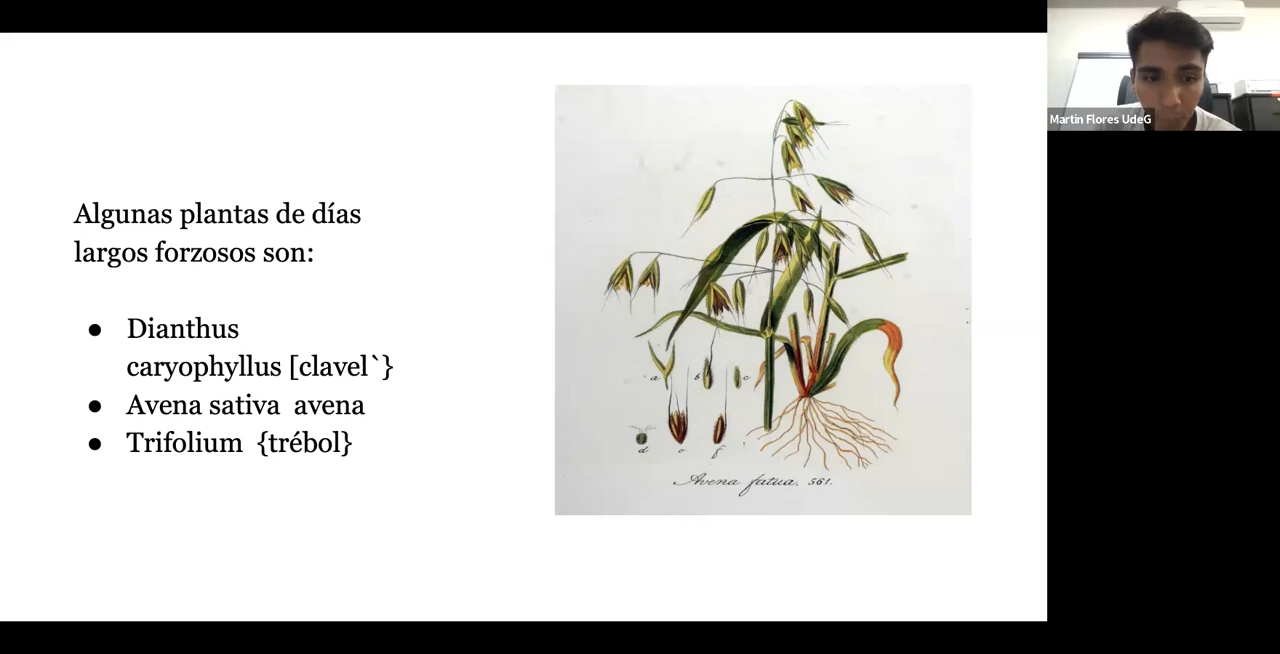 Algunas plantas de días
largos forzosos son:
● Dianthus
caryophyllus [clavel`}
● Avena sativa  avena
● Trifolium  {trébol}
a b c
d e f
Avena fatua. 561.
Martin Flores UdeG